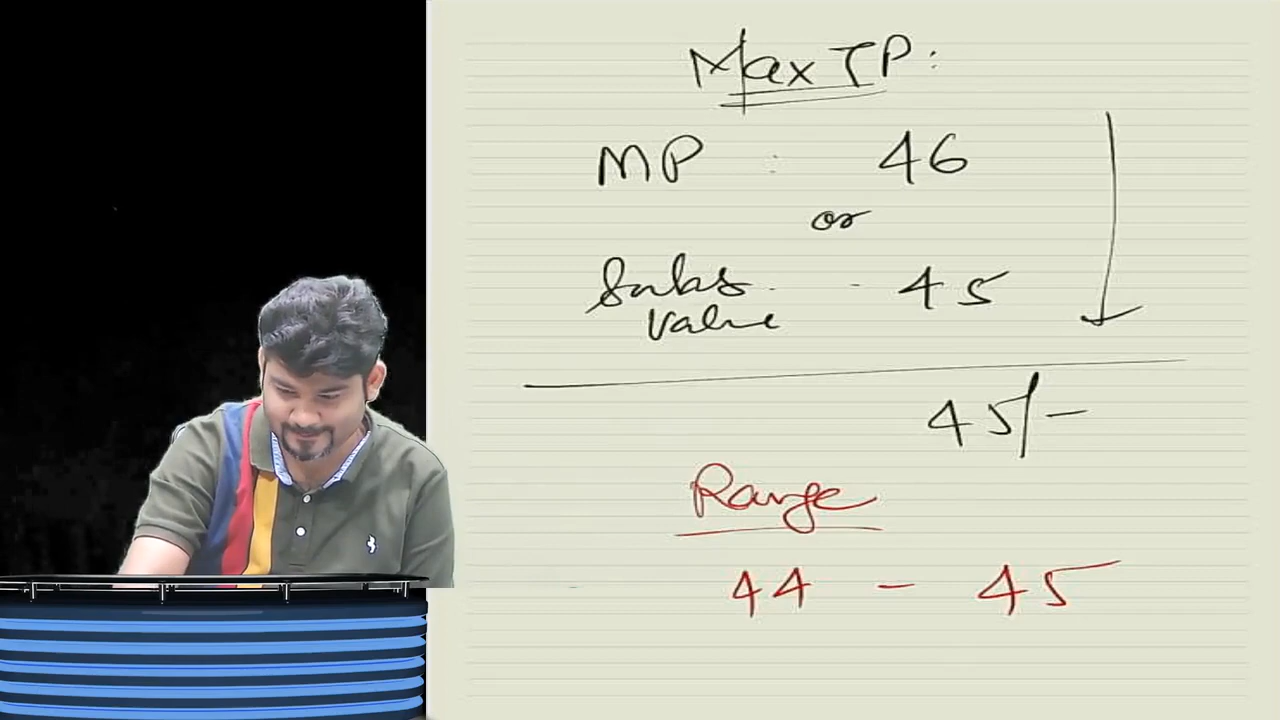 Max TP:
MP : 46
or
Subs. - 45
Value
45/-
Range
44 - 45